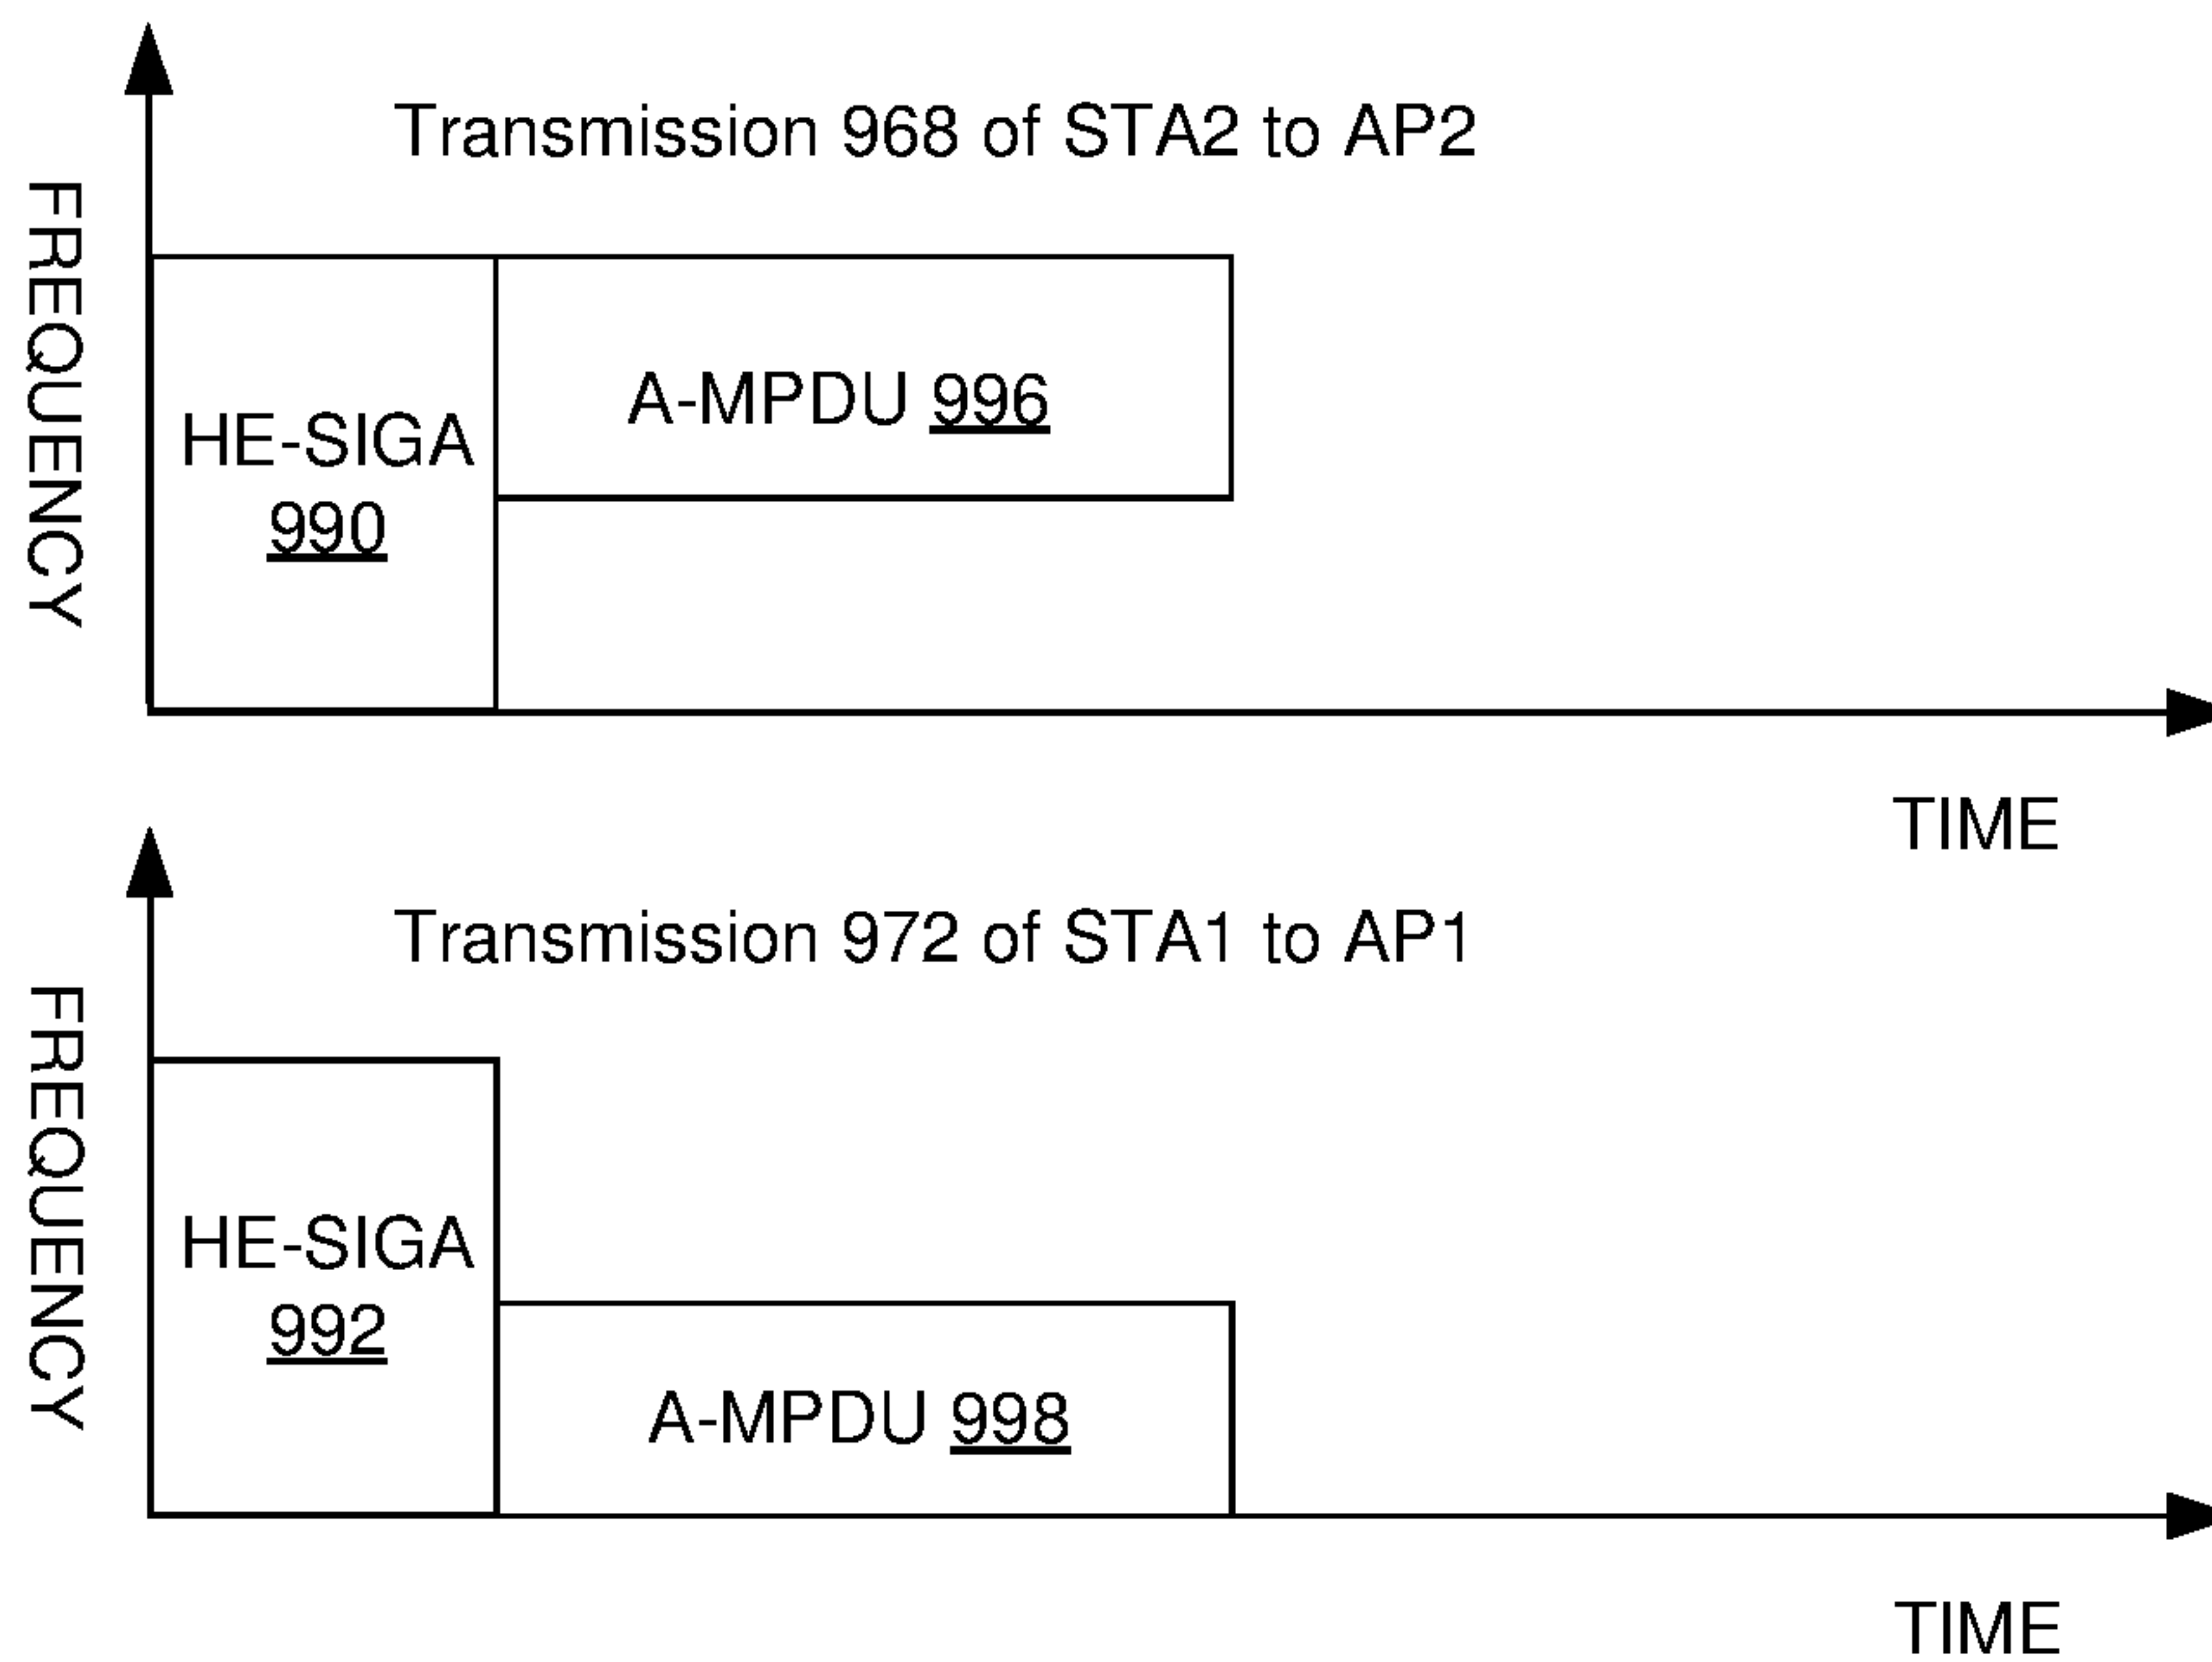 Transmission 968 of STA2 to AP2
FREQUENCY
HE-SIGA
990
A-MPDU 996
TIME
Transmission 972 of STA1 to AP1
FREQUENCY
HE-SIGA
992
A-MPDU 998
TIME